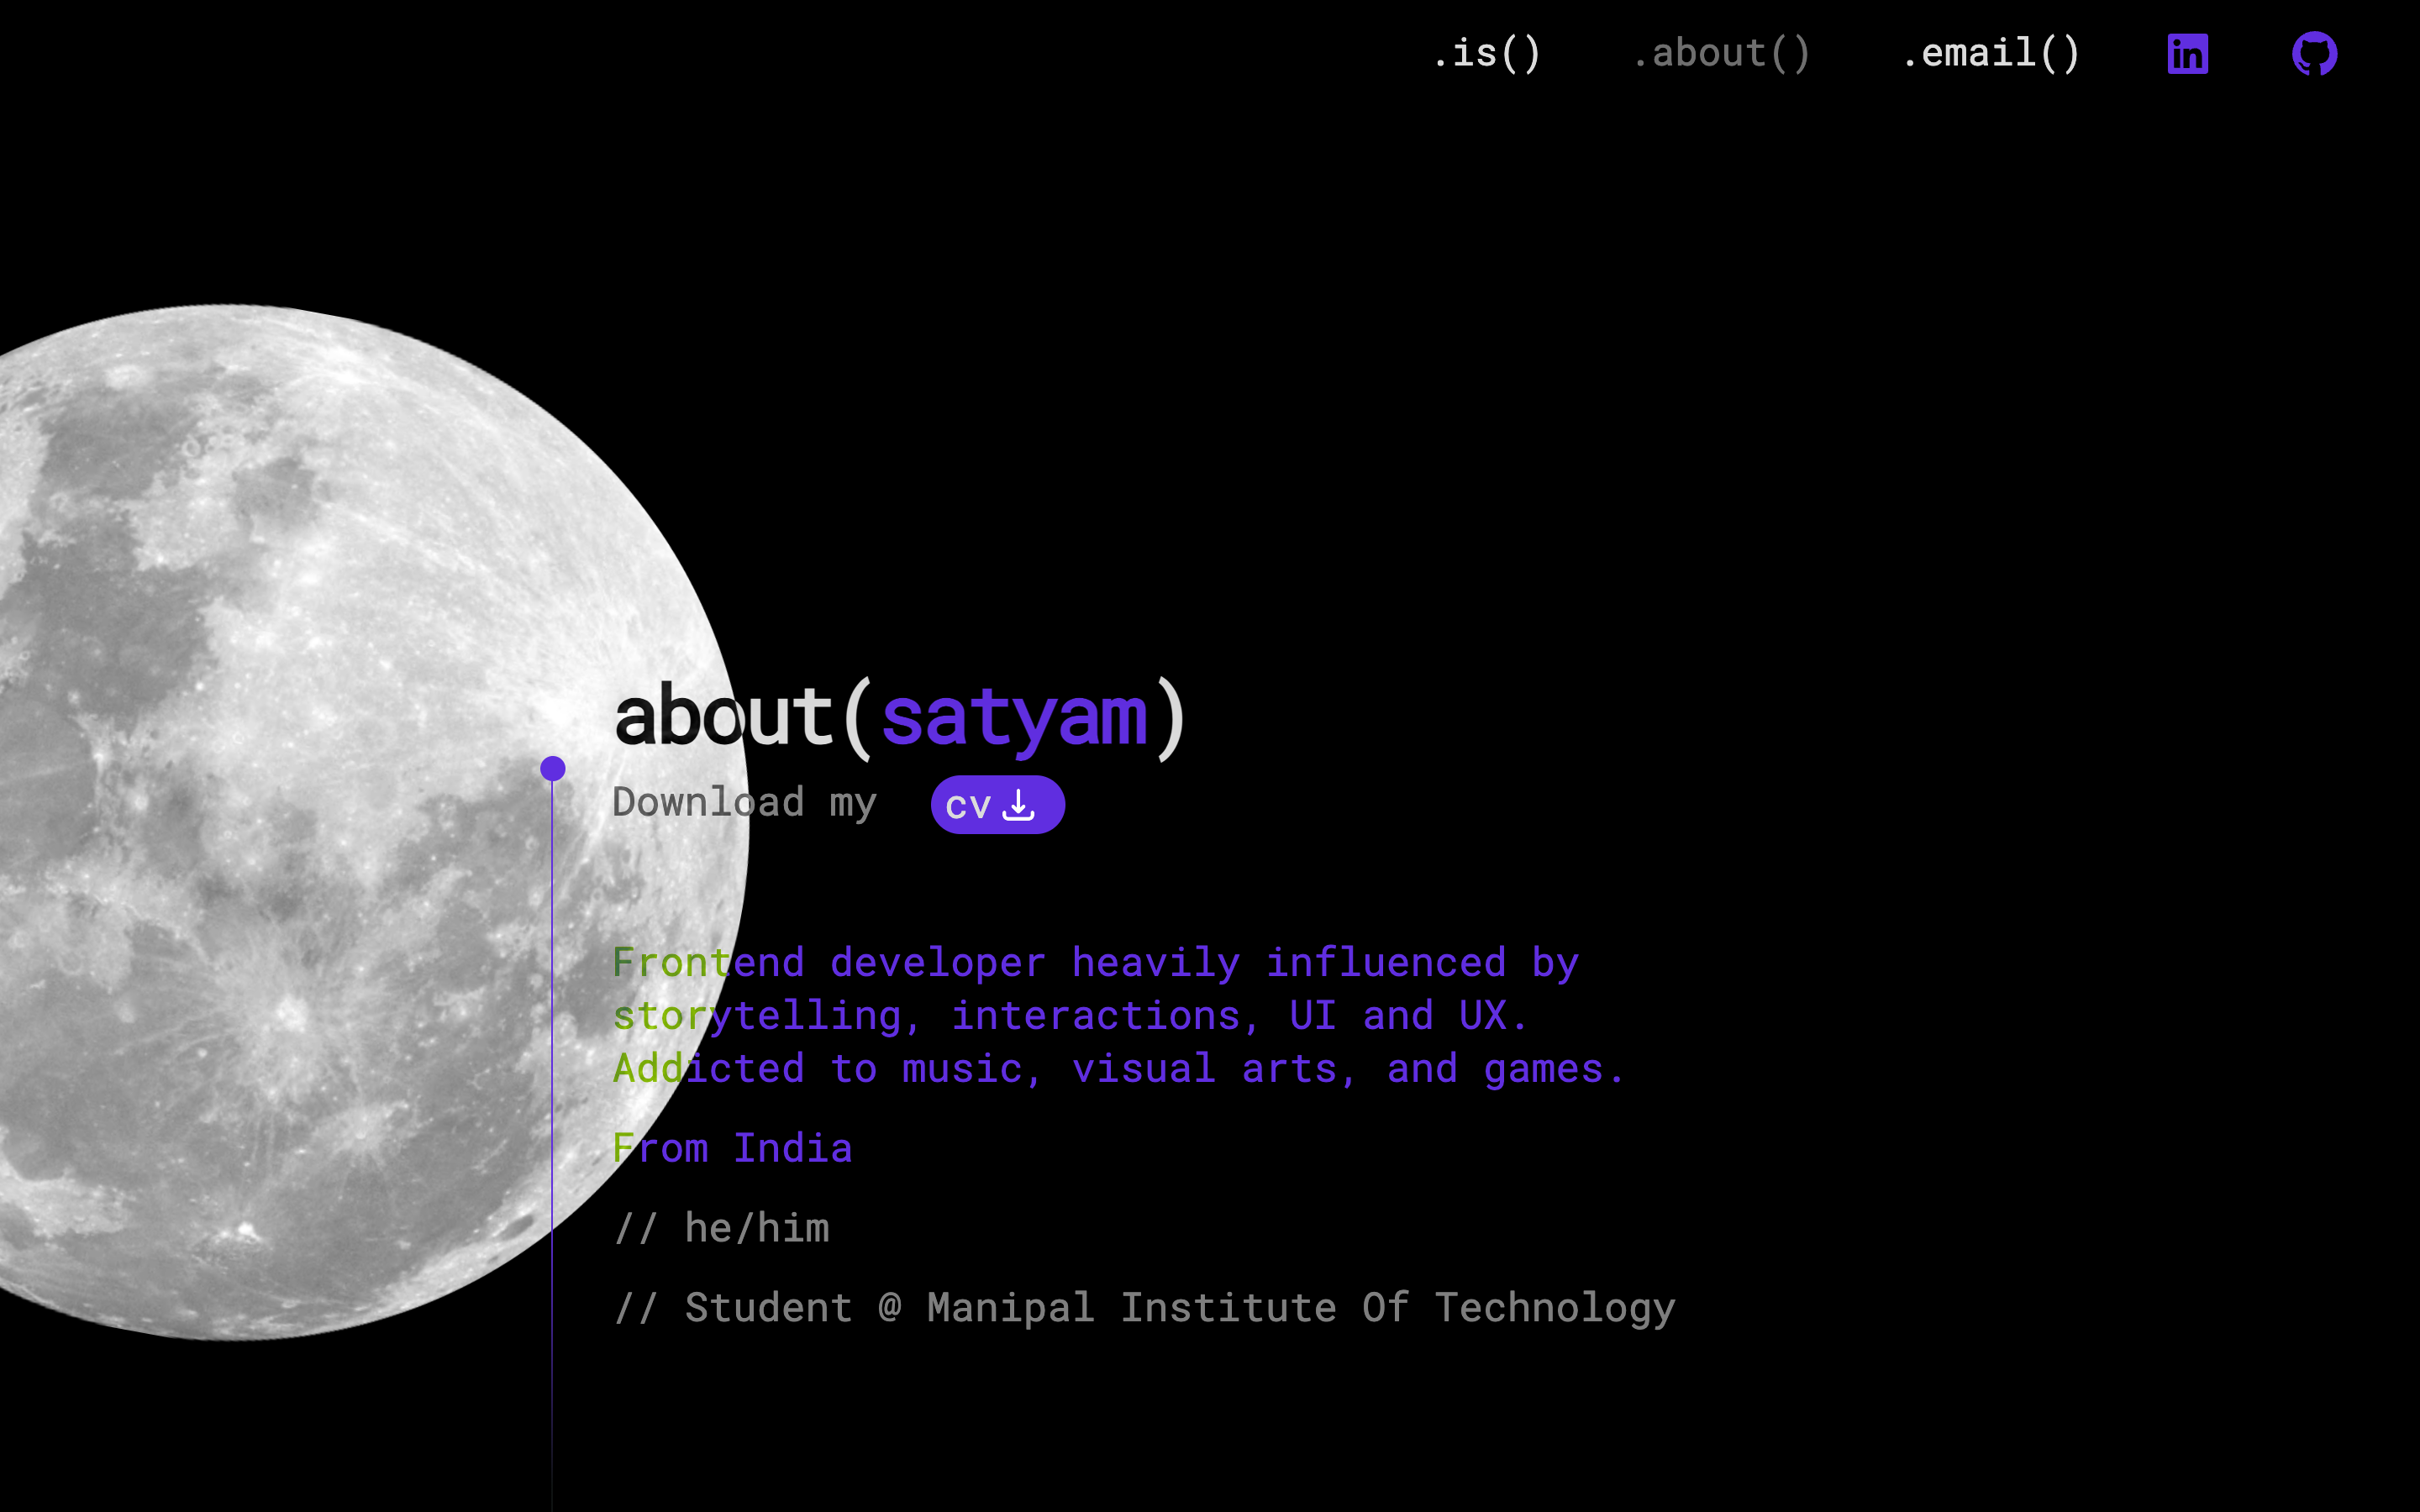 .is() .about() .email() in
about(satyam)
Download my cv
Frontend developer heavily influenced by
storytelling, interactions, UI and UX.
Addicted to music, visual arts, and games.
From India
// he/him
// Student @ Manipal Institute Of Technology